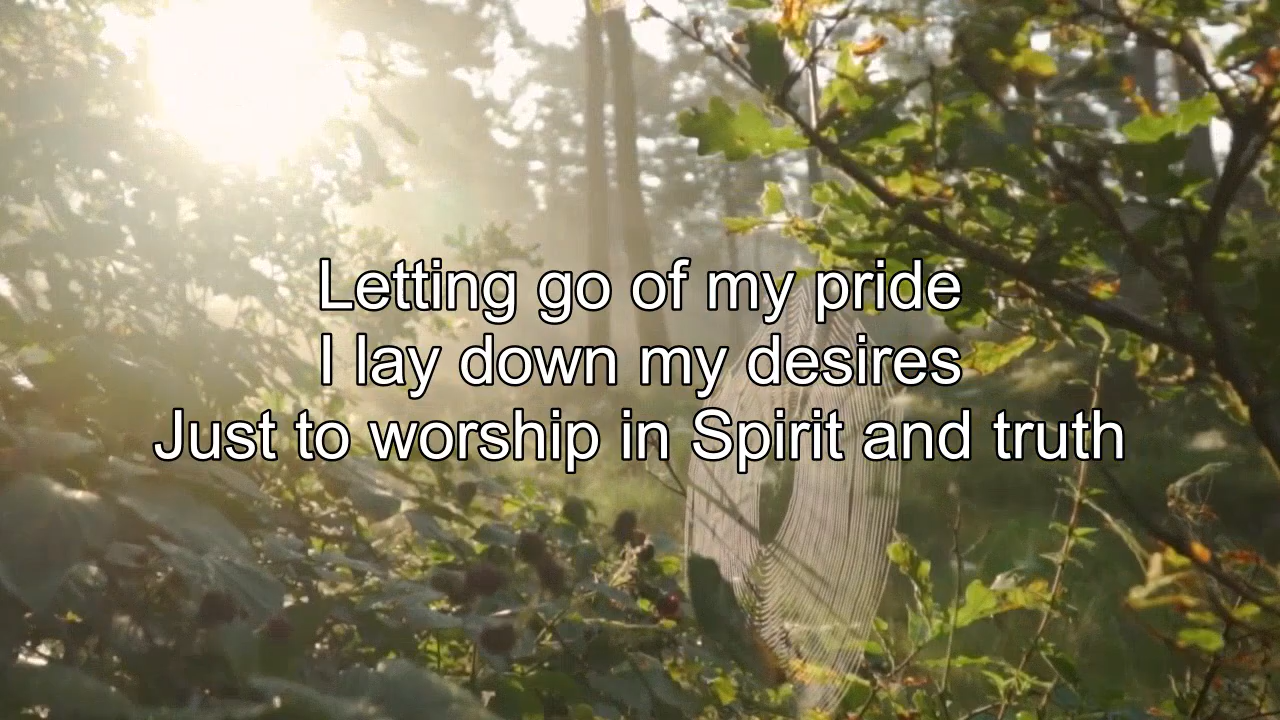 Letting go of my pride
I lay down my desires
Just to worship in Spirit and truth